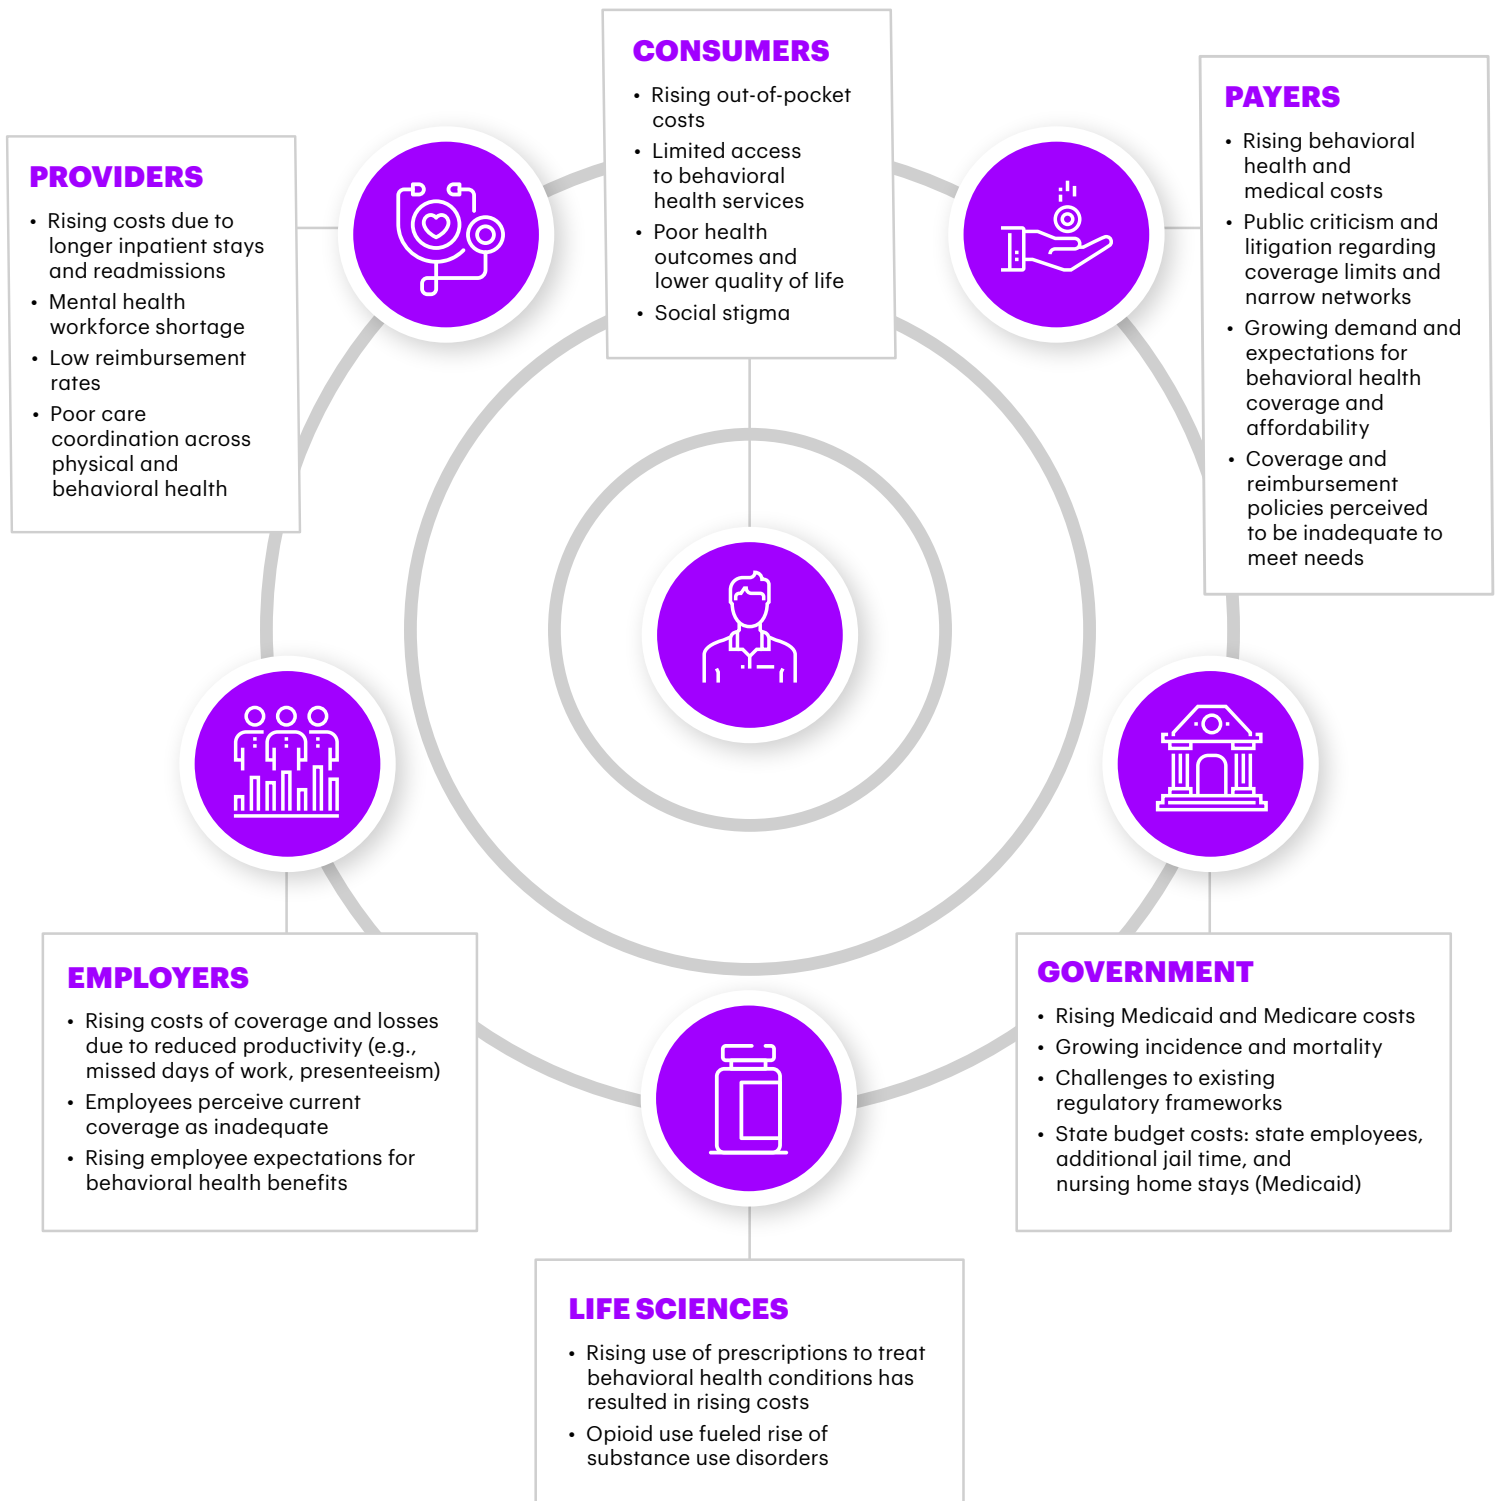 CONSUMERS
• Rising out-of-pocket
costs
• Limited access
to behavioral
health services
• Poor health
outcomes and
lower quality of life
• Social stigma
PAYERS
• Rising behavioral
health and
medical costs
• Public criticism and
litigation regarding
coverage limits and
narrow networks
• Growing demand and
expectations for
behavioral health
coverage and
affordability
• Coverage and
reimbursement
policies perceived
to be inadequate to
meet needs
PROVIDERS
• Rising costs due to
longer inpatient stays
and readmissions
• Mental health
workforce shortage
• Low reimbursement
rates
• Poor care
coordination across
physical and
behavioral health
EMPLOYERS
• Rising costs of coverage and losses
due to reduced productivity (e.g.,
missed days of work, presenteeism)
• Employees perceive current
coverage as inadequate
• Rising employee expectations for
behavioral health benefits
GOVERNMENT
• Rising Medicaid and Medicare costs
• Growing incidence and mortality
• Challenges to existing
regulatory frameworks
• State budget costs: state employees,
additional jail time, and
nursing home stays (Medicaid)
LIFE SCIENCES
• Rising use of prescriptions to treat
behavioral health conditions has
resulted in rising costs
• Opioid use fueled rise of
substance use disorders